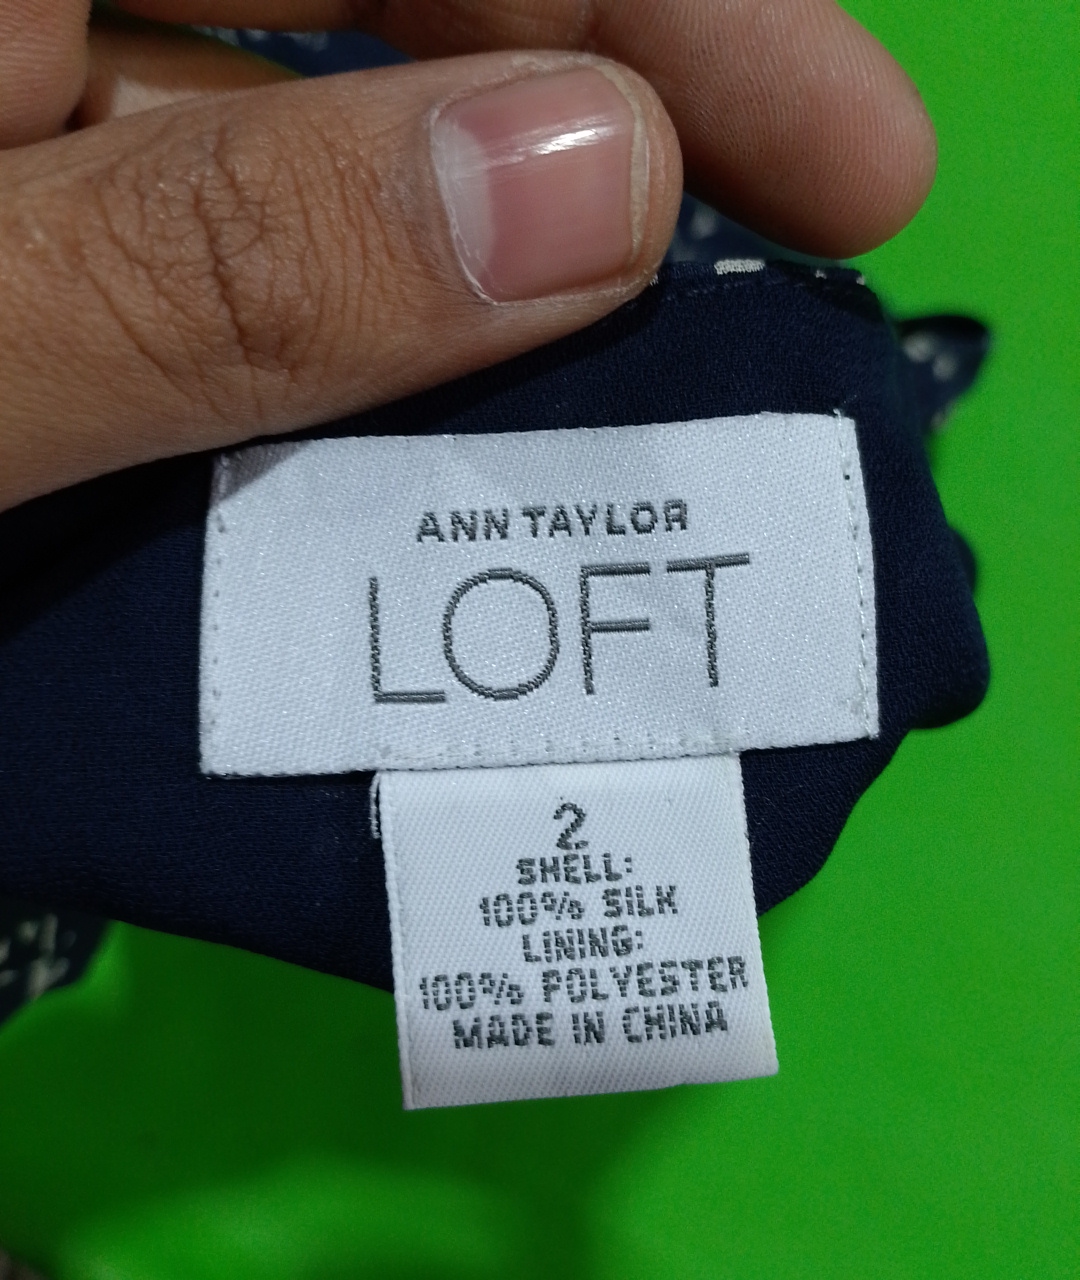 ANN TAYLOR
LOFT
2
SHELL:
100% SILK
LINING:
100% POLYESTER
MADE IN CHINA